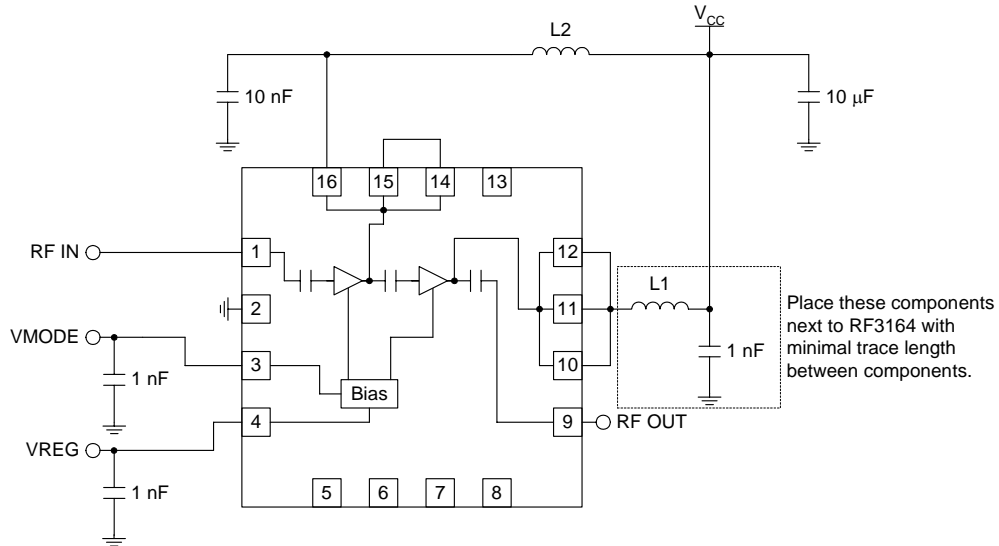 V_CC
L2
10 nF
10 μF
16
15
14
13
RF IN
1
12
L1
2
11
Place these components
next to RF3164 with
minimal trace length
between components.
VMODE
3
10
1 nF
1 nF
Bias
4
9
RF OUT
VREG
1 nF
5
6
7
8